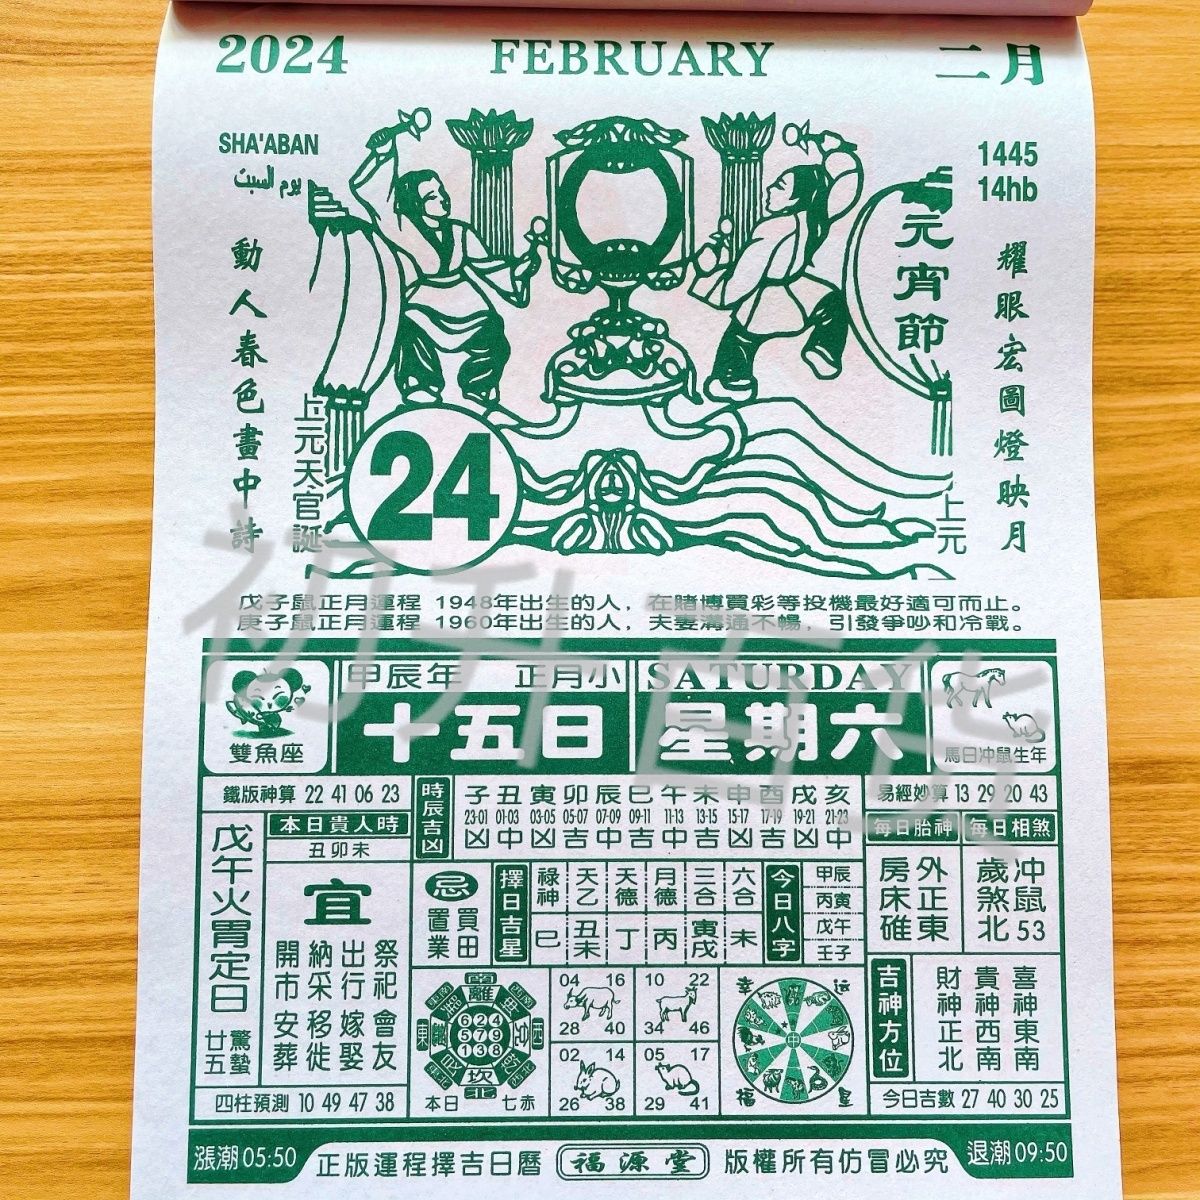 2024 FEBRUARY 二月
SHA'ABAN
يوم السبت
1445
14hb
元宵節
耀眼宏圖燈映月
動人春色畫中詩
上元天官誕
上元
24
戊子鼠正月運程 1948年出生的人，在賭博買彩等投機最好適可而止。
庚子鼠正月運程 1960年出生的人，夫妻溝通不暢，引發爭吵和冷戰。
初升百貨
雙魚座
甲辰年 正月小
十五日
SATURDAY
星期六
馬日冲鼠生年
鐵版神算 22 41 06 23
時辰吉凶
子 丑 寅 卯 辰 巳 午 未 申 酉 戌 亥
23-01 01-03 03-05 05-07 07-09 09-11 11-13 13-15 15-17 17-19 19-21 21-23
凶 中 凶 吉 中 吉 中 吉 凶 吉 凶 中
易經妙算 13 29 20 43
戊午火胃定日
廿五 驚蟄
本日貴人時
丑卯未
宜
祭祀會友
出行嫁娶
納采移徙
開市安葬
忌
買田
置業
擇日吉星
祿神 天乙 天德 月德 三合 六合
巳 丑未 丁 丙 寅戌 未
今日八字
甲辰
丙寅
戊午
壬子
每日胎神
外正東
房床碓
每日相煞
冲鼠53
歲煞北
吉神方位
喜神東南
貴神西南
財神正北
離
坎
624
579
138
本日 七赤
04 16
28 40
10 22
34 46
02 14
26 38
05 17
29 41
幸运
福星
四柱預測 10 49 47 38
今日吉數 27 40 30 25
漲潮 05:50
正版運程擇吉日曆 福源堂 版權所有仿冒必究
退潮 09:50